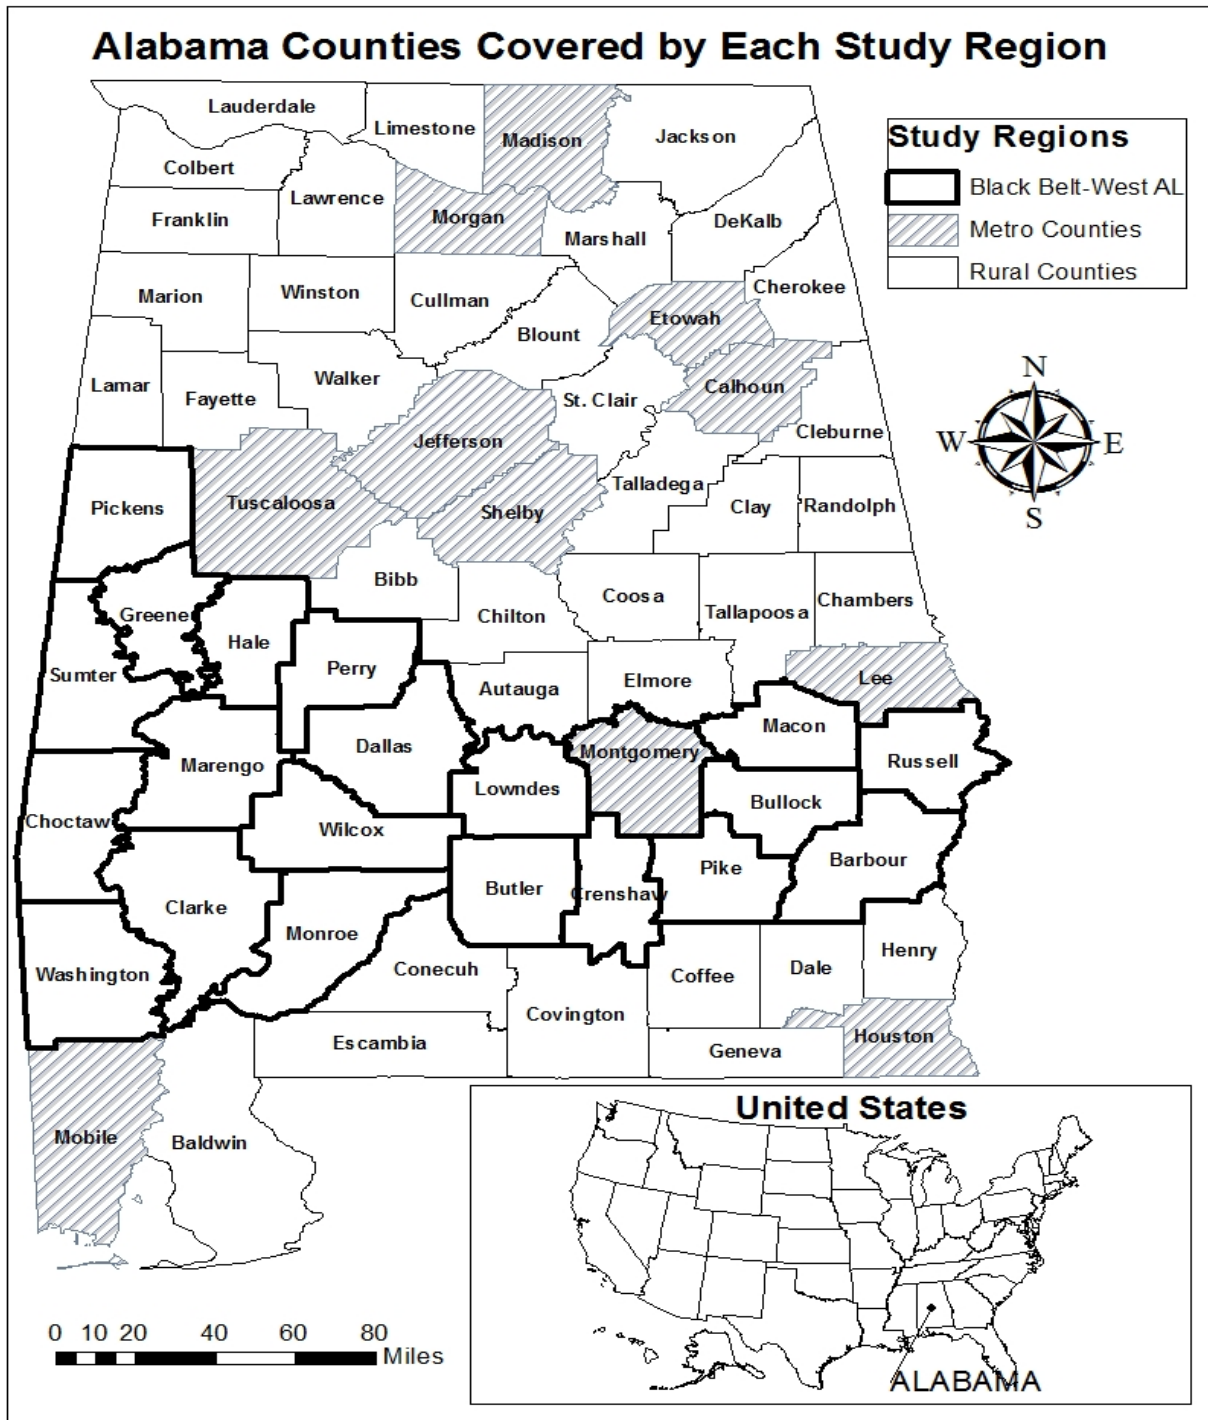 Alabama Counties Covered by Each Study Region
Lauderdale
Limestone
Madison
Jackson
Colbert
Lawrence
Morgan
Franklin
Marshall
DeKalb
Cherokee
Marion
Winston
Cullman
Blount
Etowah
Lamar
Fayette
Walker
St. Clair
Calhoun
Cleburne
Jefferson
Pickens
Tuscaloosa
Shelby
Talladega
Clay
Randolph
Bibb
Chilton
Coosa
Tallapoosa
Chambers
Greene
Hale
Sumter
Perry
Autauga
Elmore
Lee
Macon
Dallas
Montgomery
Russell
Marengo
Lowndes
Bullock
Choctaw
Wilcox
Barbour
Pike
Butler
Crenshaw
Clarke
Monroe
Henry
Washington
Conecuh
Coffee
Dale
Covington
Escambia
Geneva
Houston
Mobile
Baldwin
Study Regions
Black Belt-West AL
Metro Counties
Rural Counties
N
W
E
S
United States
ALABAMA
0 10 20 40 60 80
Miles